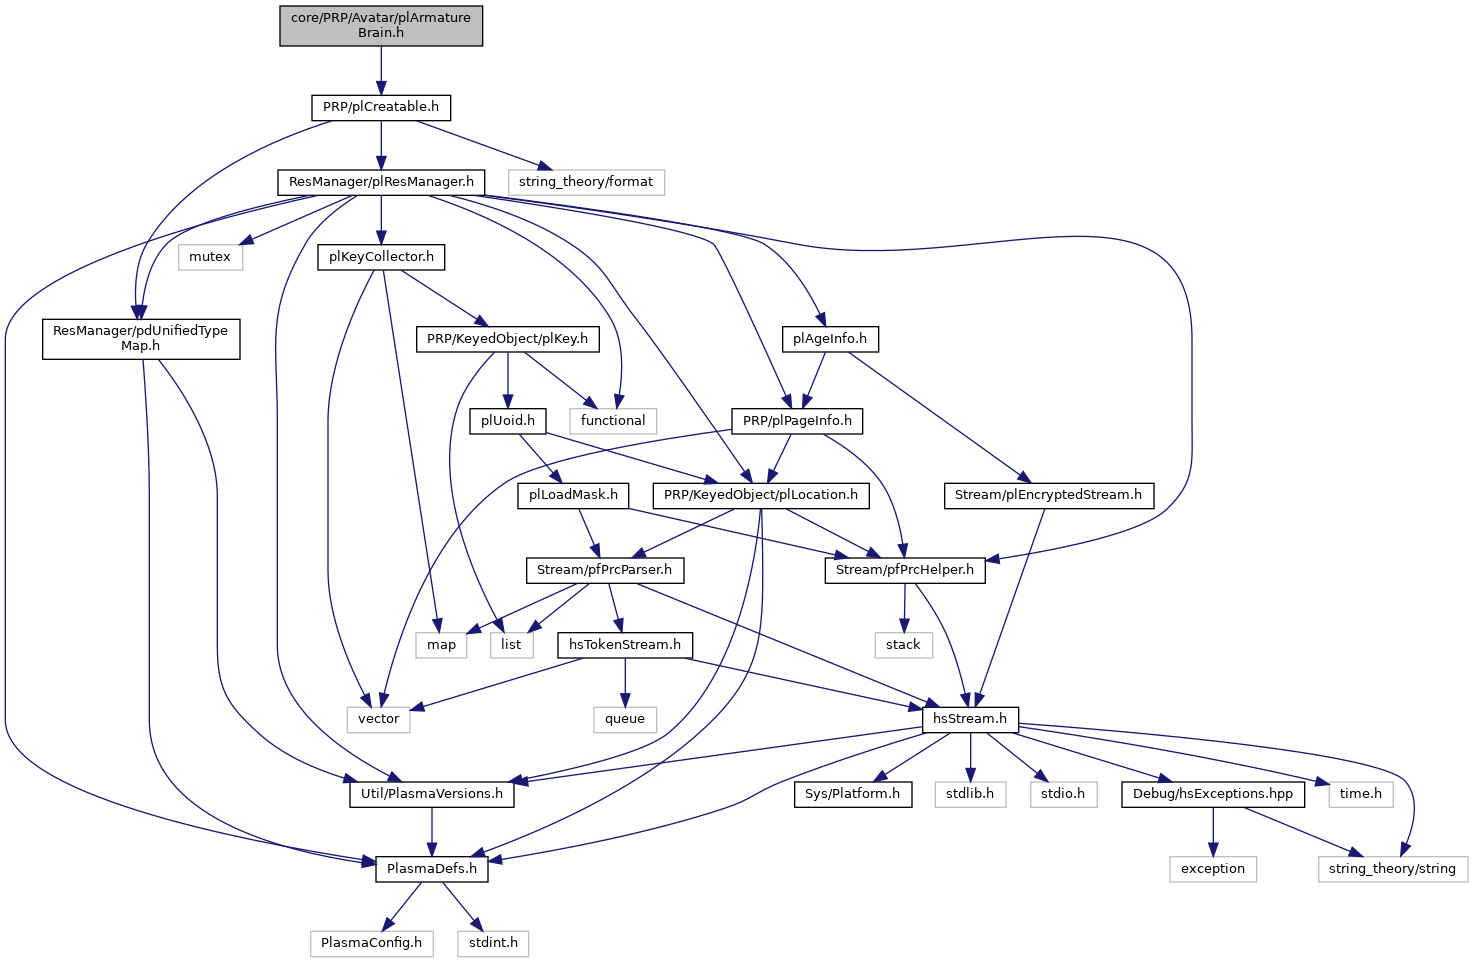 core/PRP/Avatar/plArmature
Brain.h
PRP/plCreatable.h
ResManager/plResManager.h
string_theory/format
mutex
plKeyCollector.h
ResManager/pdUnifiedType
Map.h
PRP/KeyedObject/plKey.h
plAgeInfo.h
plUoid.h
functional
PRP/plPageInfo.h
plLoadMask.h
PRP/KeyedObject/plLocation.h
Stream/plEncryptedStream.h
Stream/pfPrcParser.h
Stream/pfPrcHelper.h
map
list
hsTokenStream.h
stack
vector
queue
hsStream.h
Util/PlasmaVersions.h
Sys/Platform.h
stdlib.h
stdio.h
Debug/hsExceptions.hpp
time.h
PlasmaDefs.h
exception
string_theory/string
PlasmaConfig.h
stdint.h